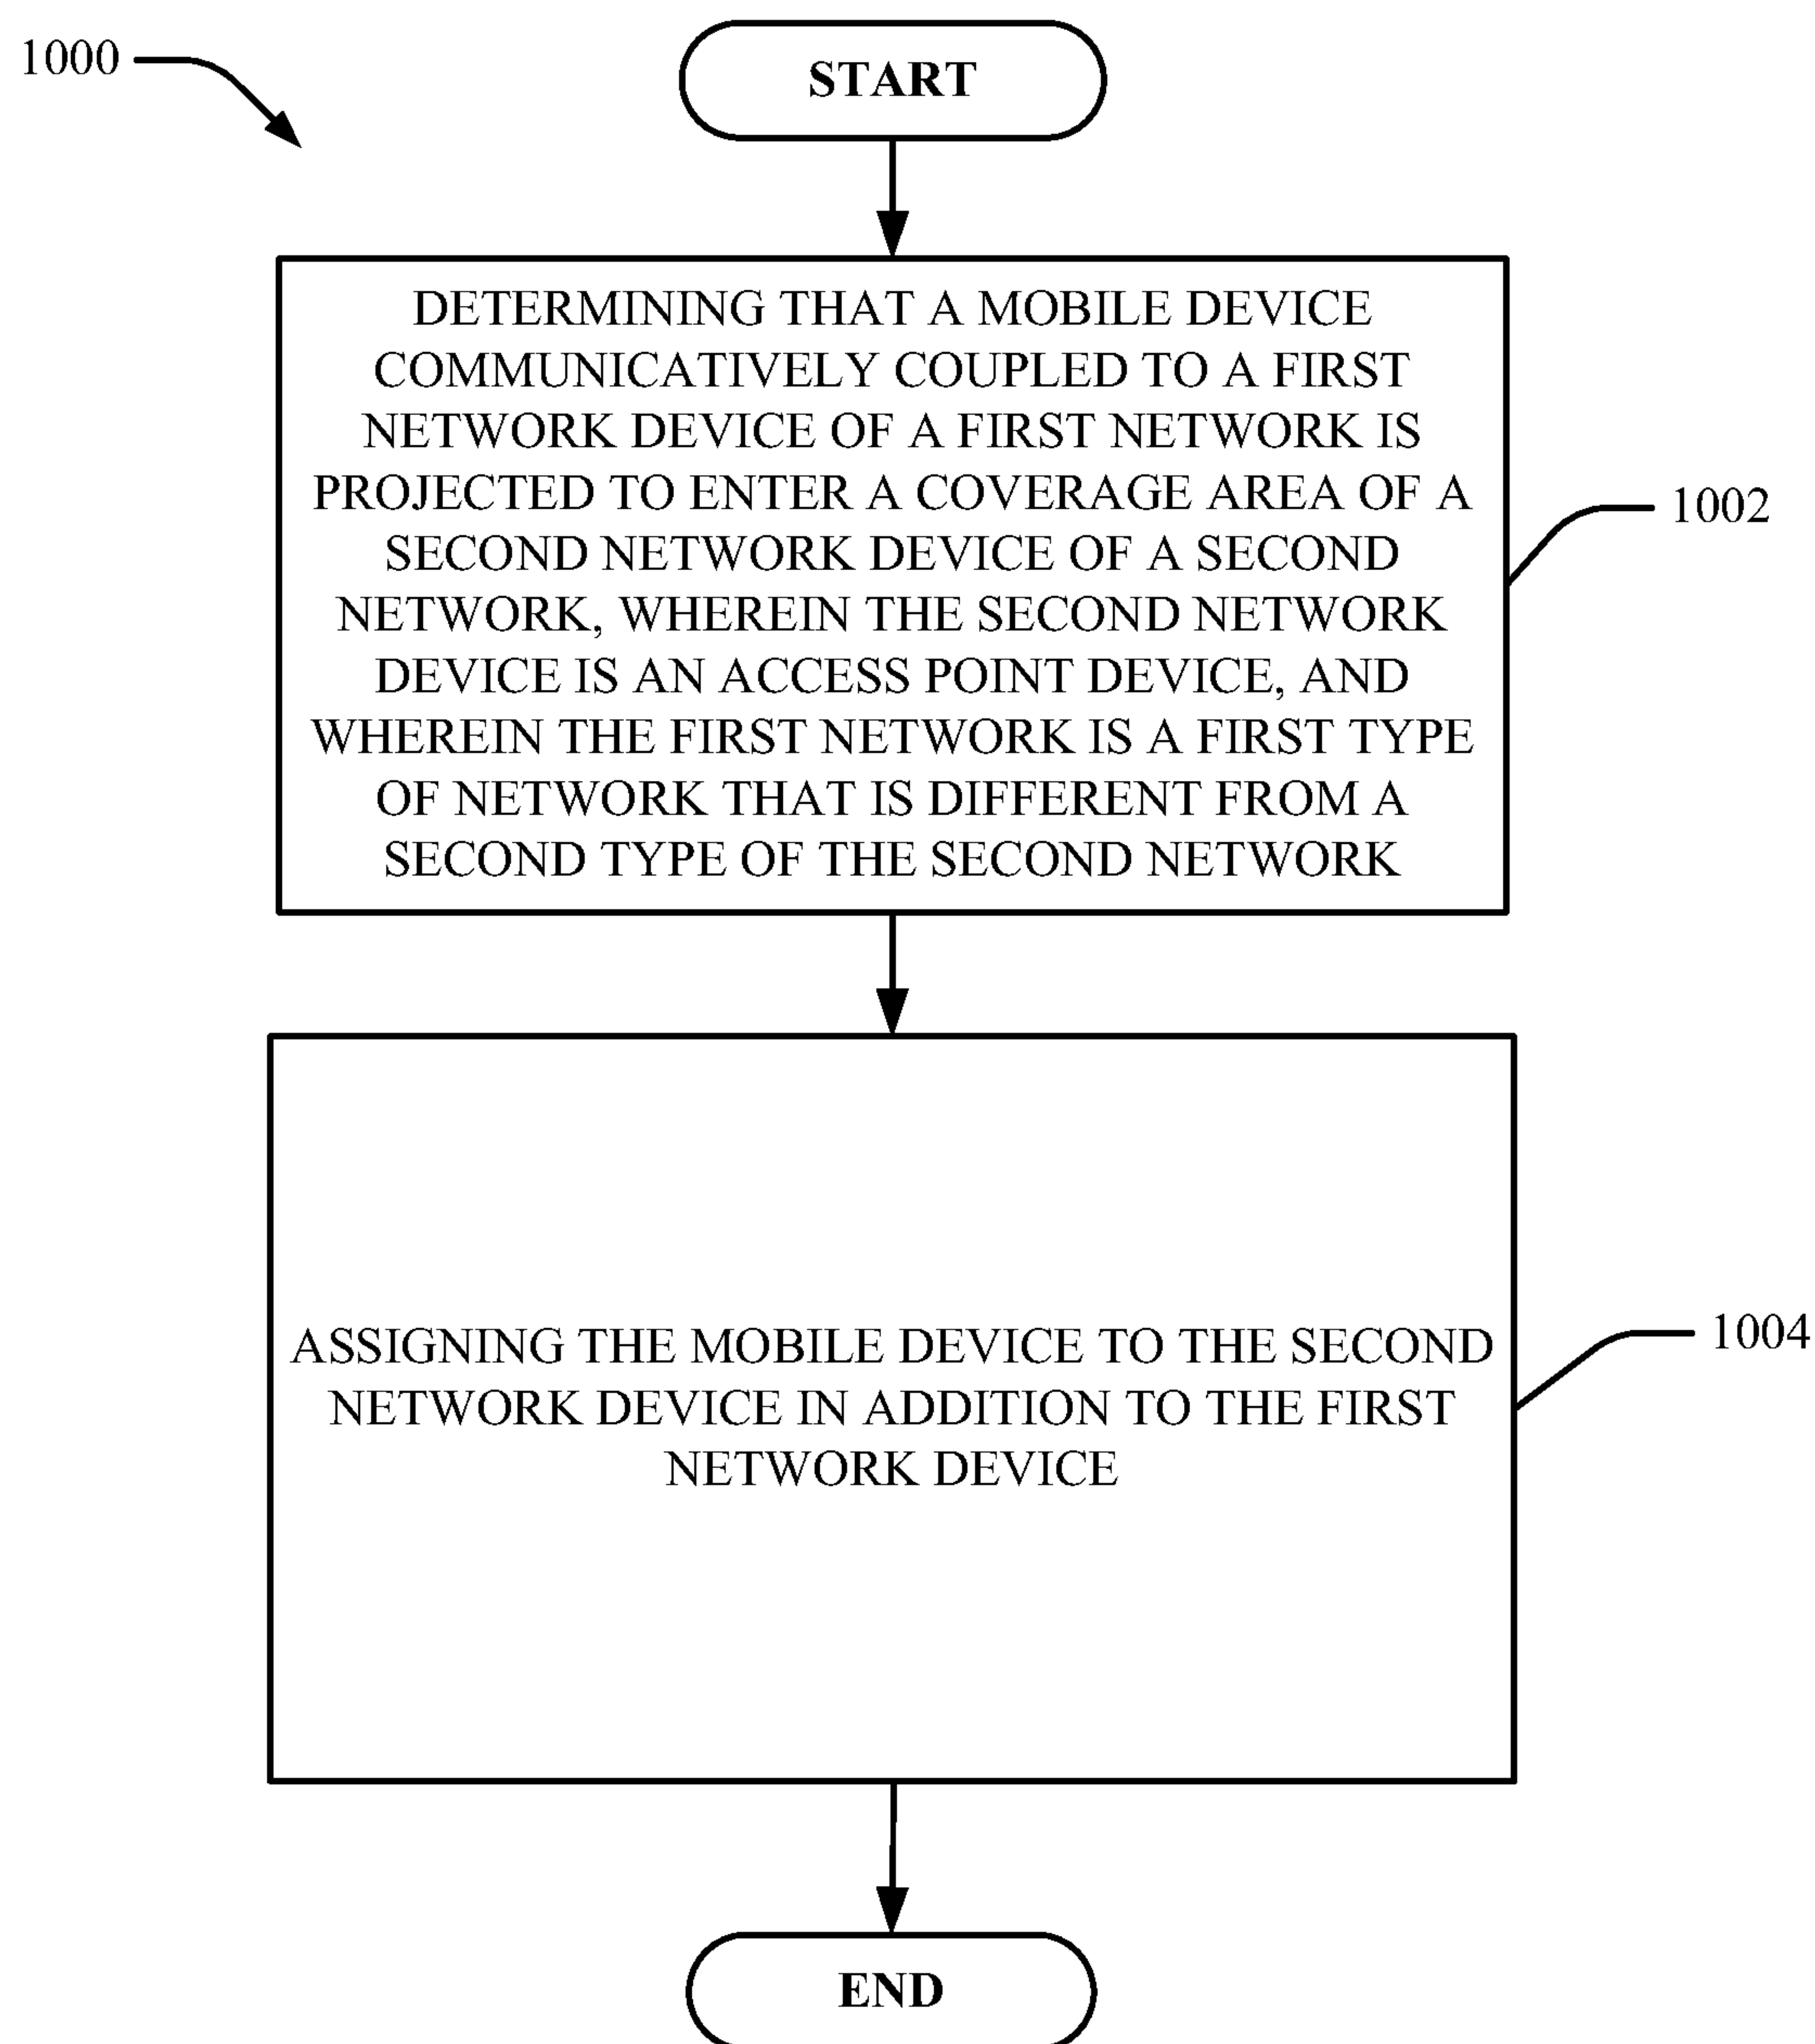 1000
START
DETERMINING THAT A MOBILE DEVICE
COMMUNICATIVELY COUPLED TO A FIRST
NETWORK DEVICE OF A FIRST NETWORK IS
PROJECTED TO ENTER A COVERAGE AREA OF A
SECOND NETWORK DEVICE OF A SECOND
NETWORK, WHEREIN THE SECOND NETWORK
DEVICE IS AN ACCESS POINT DEVICE, AND
WHEREIN THE FIRST NETWORK IS A FIRST TYPE
OF NETWORK THAT IS DIFFERENT FROM A
SECOND TYPE OF THE SECOND NETWORK
1002
ASSIGNING THE MOBILE DEVICE TO THE SECOND
NETWORK DEVICE IN ADDITION TO THE FIRST
NETWORK DEVICE
1004
END